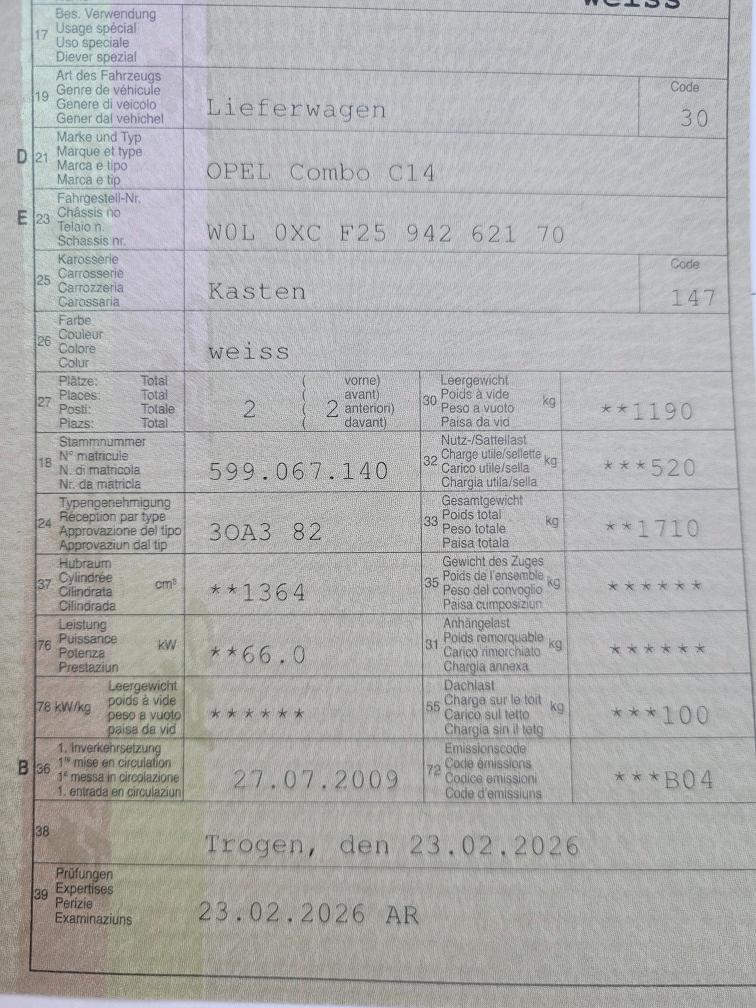 weiss
17 Bes. Verwendung
Usage spécial
Uso speciale
Diever spezial
19 Art des Fahrzeugs
Genre de véhicule
Genere di veicolo
Gener dal vehichel
Lieferwagen
Code
30
D 21 Marke und Typ
Marque et type
Marca e tipo
Marca e tip
OPEL Combo C14
E 23 Fahrgestell-Nr.
Châssis no
Telaio n.
Schassis nr.
W0L 0XC F25 942 621 70
25 Karosserie
Carrosserie
Carrozzeria
Carossaria
Kasten
Code
147
26 Farbe
Couleur
Colore
Colur
weiss
27 Plätze: Total ( vorne)
Places: Total ( avant)
Posti: Totale ( anteriori)
Plazs: Total ( davant)
2 2
30 Leergewicht
Poids à vide
Peso a vuoto
Paisa da vid
kg
**1190
18 Stammnummer
N° matricule
N. di matricola
Nr. da matricla
599.067.140
32 Nutz-/Sattellast
Charge utile/sellette
Carico utile/sella
Chargia utila/sella
kg
***520
24 Typengenehmigung
Réception par type
Approvazione del tipo
Approvaziun dal tip
3OA3 82
33 Gesamtgewicht
Poids total
Peso totale
Paisa totala
kg
**1710
37 Hubraum
Cylindrée
Cilindrata
Cilindrada
cm³
**1364
35 Gewicht des Zuges
Poids de l'ensemble
Peso del convoglio
Paisa cumposiziun
kg
******
76 Leistung
Puissance
Potenza
Prestaziun
kW
**66.0
31 Anhängelast
Poids remorquable
Carico rimorchiato
Chargia annexa
kg
******
78 kW/kg Leergewicht
poids à vide
peso a vuoto
paisa da vid
******
55 Dachlast
Charge sur le toit
Carico sul tetto
Chargia sin il tetg
kg
***100
B 36 1. Inverkehrsetzung
1re mise en circulation
1a messa in circolazione
1. entrada en circulaziun
27.07.2009
72 Emissionscode
Code émissions
Codice emissioni
Code d'emissiuns
***B04
38
Trogen, den 23.02.2026
39 Prüfungen
Expertises
Perizie
Examinaziuns
23.02.2026 AR